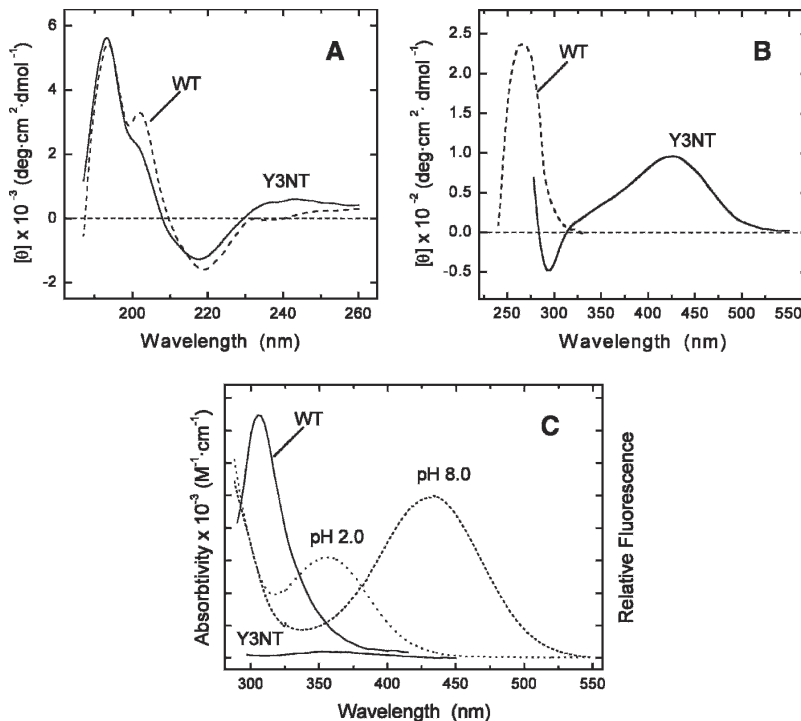 A
WT
Y3NT
[θ] x 10⁻³ (deg·cm²·dmol⁻¹)
6
4
2
0
-2
200
220
240
260
Wavelength (nm)
B
WT
Y3NT
[θ] x 10⁻² (deg·cm²·dmol⁻¹)
2.5
2.0
1.5
1.0
0.5
0.0
-0.5
250
300
350
400
450
500
550
Wavelength (nm)
C
WT
pH 8.0
pH 2.0
Y3NT
Absorbtivity x 10⁻³ (M⁻¹·cm⁻¹)
Relative Fluorescence
300
350
400
450
500
550
Wavelength (nm)